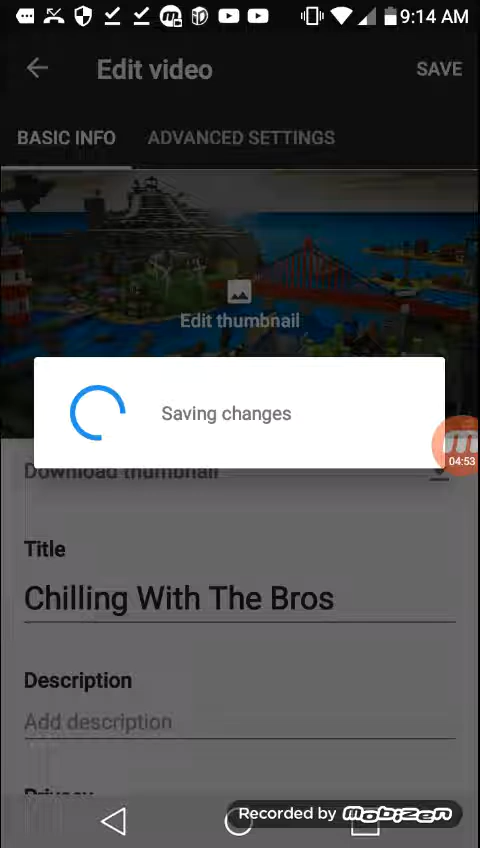 9:14 AM
Edit video
SAVE
BASIC INFO
ADVANCED SETTINGS
Edit thumbnail
Saving changes
04:53
Download thumbnail
Title
Chilling With The Bros
Description
Add description
Privacy
Recorded by Mobizen